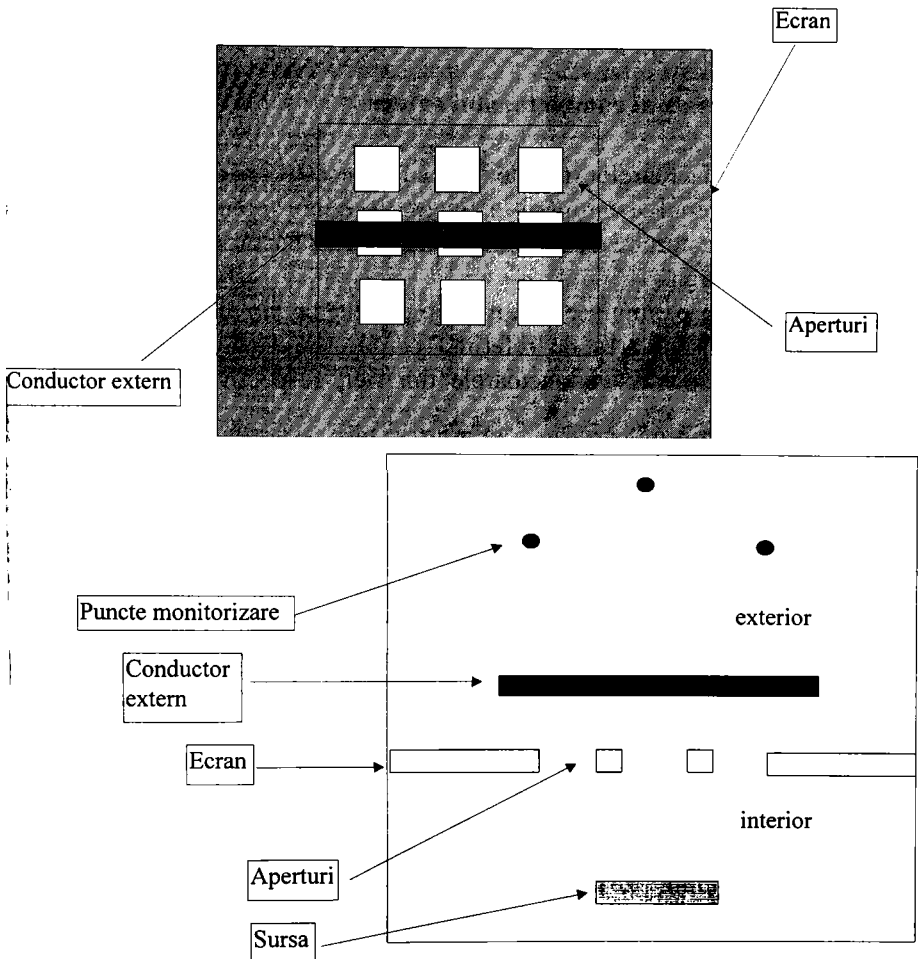 Ecran
Aperturi
Conductor extern
Puncte monitorizare
exterior
Conductor
extern
Ecran
interior
Aperturi
Sursa